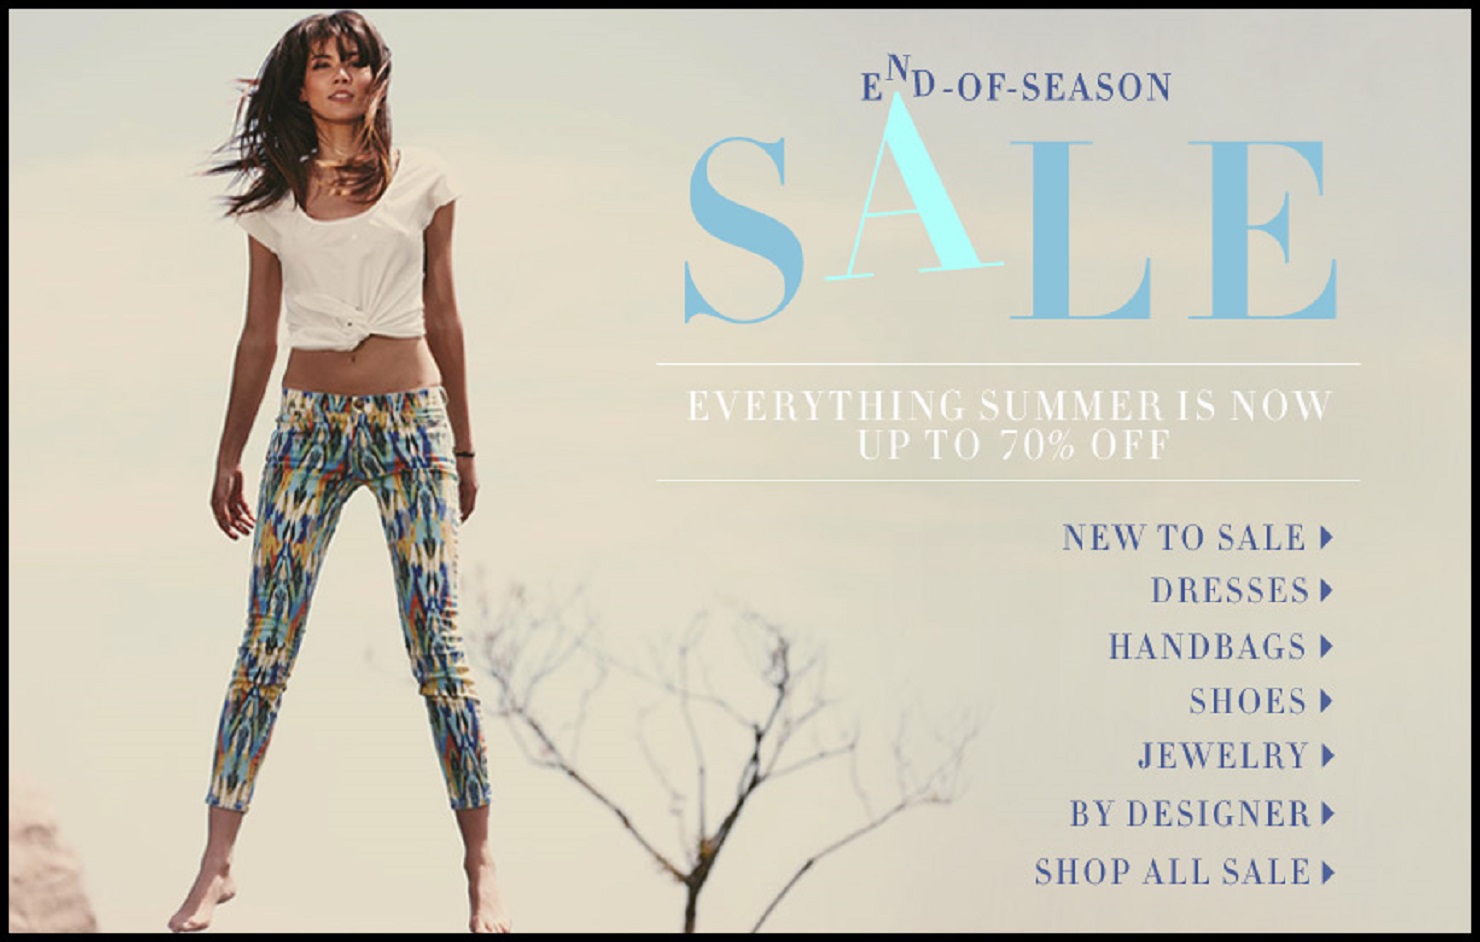 END-OF-SEASON
SALE
EVERYTHING SUMMER IS NOW
UP TO 70% OFF
NEW TO SALE
DRESSES
HANDBAGS
SHOES
JEWELRY
BY DESIGNER
SHOP ALL SALE